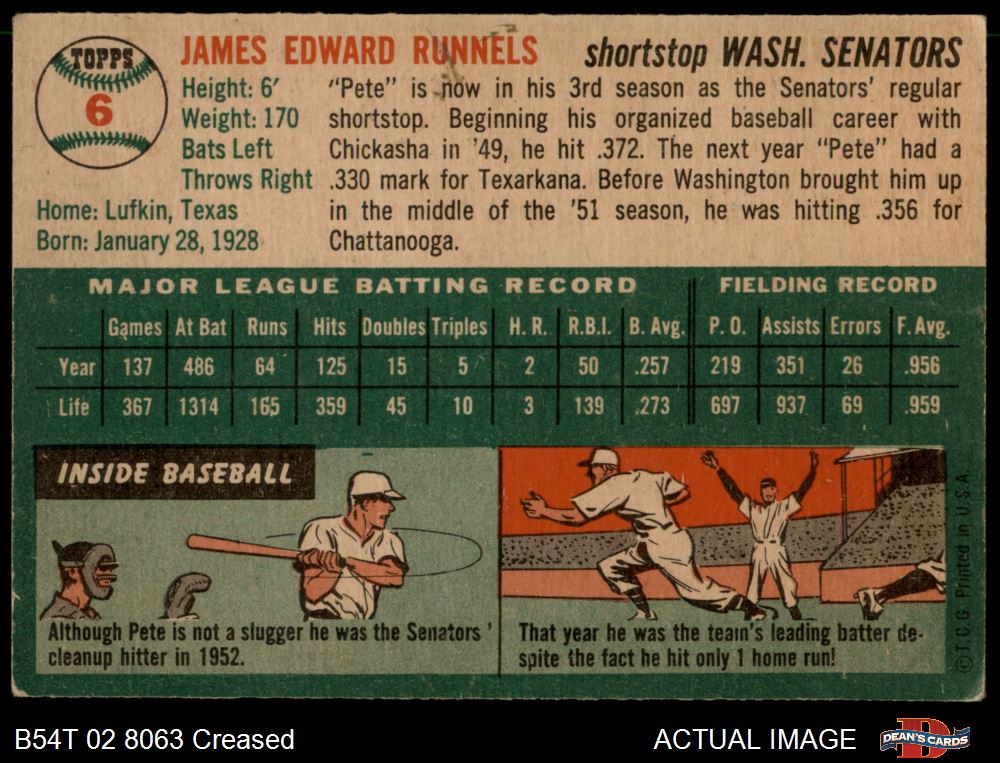 TOPPS
6
JAMES EDWARD RUNNELS shortstop WASH. SENATORS
Height: 6'
Weight: 170
Bats Left
Throws Right
Home: Lufkin, Texas
Born: January 28, 1928
"Pete" is now in his 3rd season as the Senators' regular
shortstop. Beginning his organized baseball career with
Chickasha in '49, he hit .372. The next year "Pete" had a
.330 mark for Texarkana. Before Washington brought him up
in the middle of the '51 season, he was hitting .356 for
Chattanooga.
MAJOR LEAGUE BATTING RECORD FIELDING RECORD
Games At Bat Runs Hits Doubles Triples H. R. R.B.I. B. Avg. P. O. Assists Errors F. Avg.
Year 137 486 64 125 15 5 2 50 .257 219 351 26 .956
Life 367 1314 165 359 45 10 3 139 .273 697 937 69 .959
INSIDE BASEBALL
Although Pete is not a slugger he was the Senators'
cleanup hitter in 1952.
That year he was the team's leading batter de-
spite the fact he hit only 1 home run!
© T.C.G. Printed in U.S.A.
B54T 02 8063 Creased
ACTUAL IMAGE
D
DEAN'S CARDS